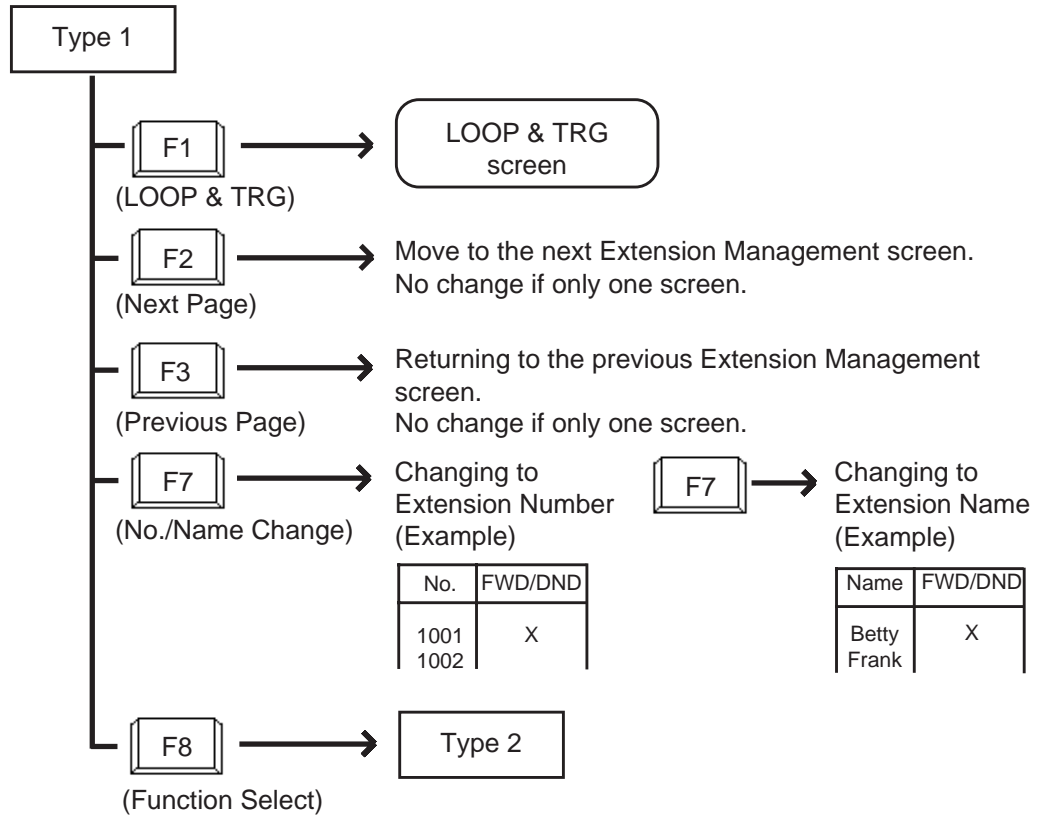 Type 1
F1
(LOOP & TRG)
LOOP & TRG
screen
F2
(Next Page)
Move to the next Extension Management screen.
No change if only one screen.
F3
(Previous Page)
Returning to the previous Extension Management
screen.
No change if only one screen.
F7
(No./Name Change)
Changing to
Extension Number
(Example)
No. FWD/DND
1001 X
1002
F7
Changing to
Extension Name
(Example)
Name FWD/DND
Betty X
Frank
F8
(Function Select)
Type 2